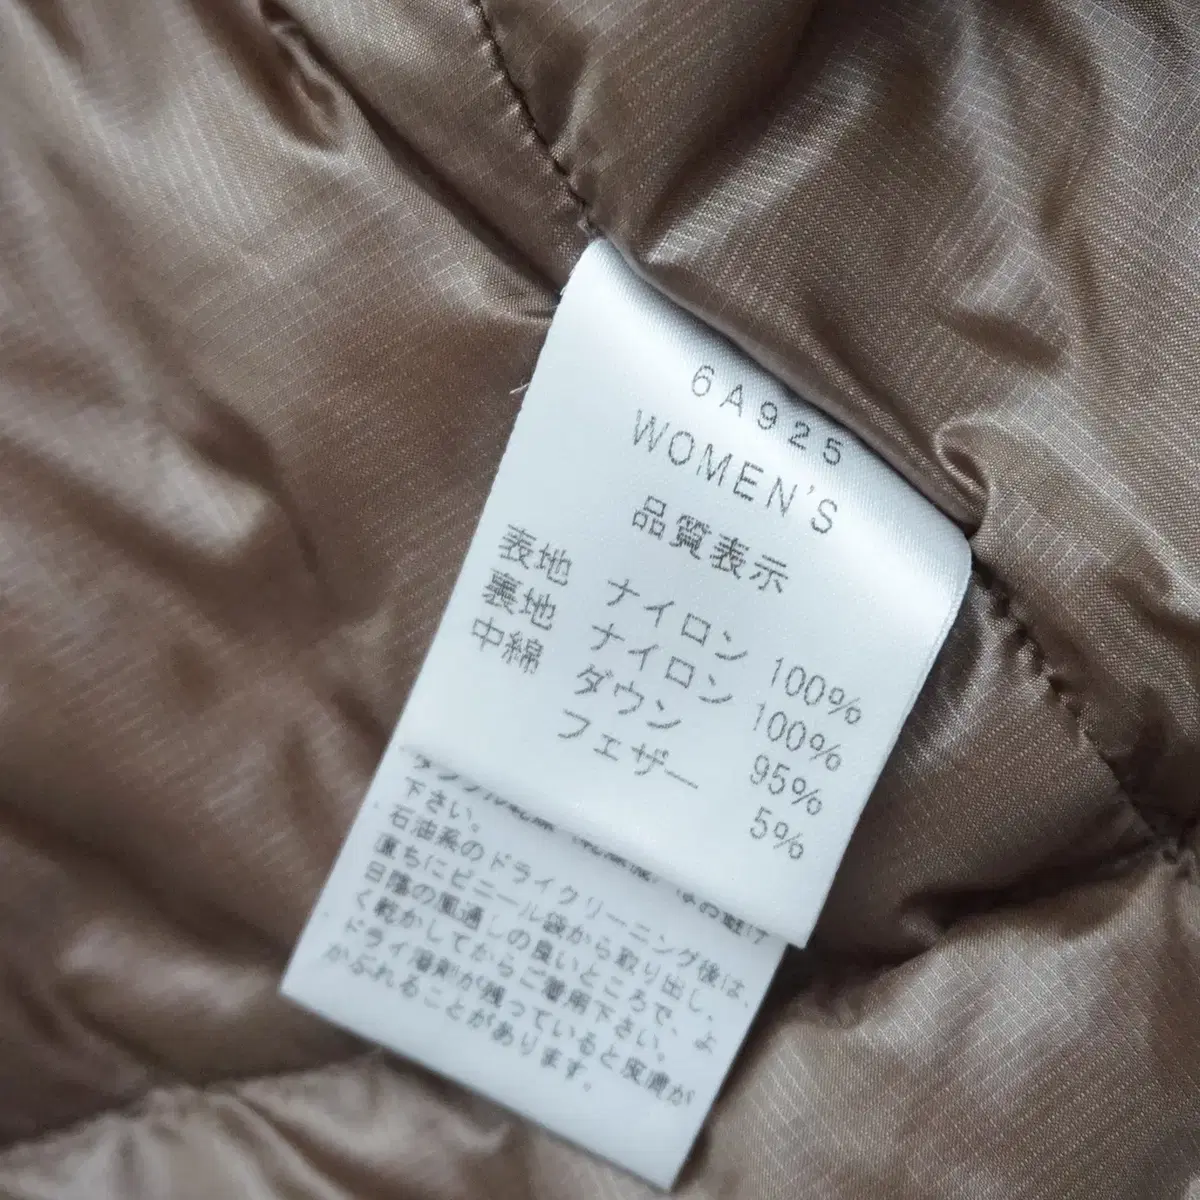 6A925
WOMEN'S
品質表示
表地 ナイロン 100%
裏地 ナイロン 100%
中綿 ダウン 95%
フェザー 5%
下さい。
石油系のドライクリーニング後は、
直ちにビニール袋から取り出し、
日陰の風通しの良いところで、よ
く乾かしてからご着用下さい。
ドライ溶剤が残っていると皮膚が
かぶれることがあります。